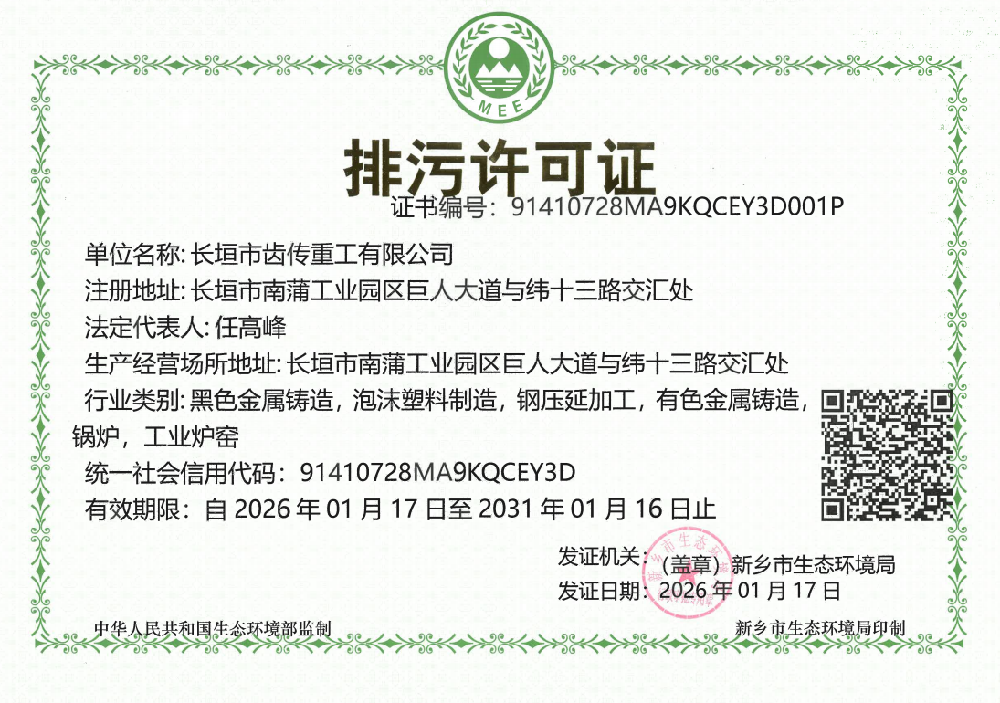 MEE
排污许可证
证书编号：91410728MA9KQCEY3D001P
单位名称: 长垣市齿传重工有限公司
注册地址: 长垣市南蒲工业园区巨人大道与纬十三路交汇处
法定代表人: 任高峰
生产经营场所地址: 长垣市南蒲工业园区巨人大道与纬十三路交汇处
行业类别: 黑色金属铸造，泡沫塑料制造，钢压延加工，有色金属铸造，
锅炉，工业炉窑
统一社会信用代码：91410728MA9KQCEY3D
有效期限：自 2026 年 01 月 17 日至 2031 年 01 月 16 日止
发证机关：（盖章）新乡市生态环境局
发证日期：2026 年 01 月 17 日
新乡市生态环境
中华人民共和国生态环境部监制
新乡市生态环境局印制